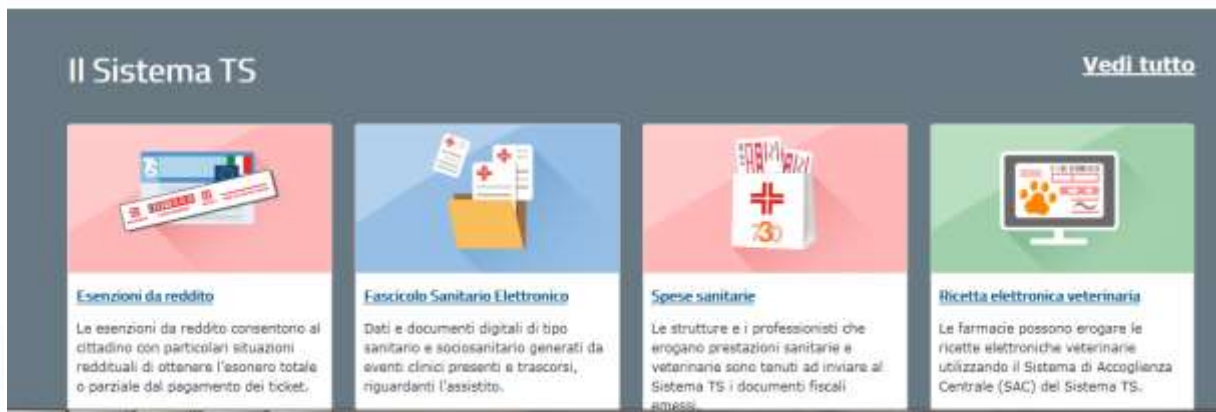 Il Sistema TS
Vedi tutto
730
Esenzioni da reddito
Le esenzioni da reddito consentono al
cittadino con particolari situazioni
reddituali di ottenere l'esonero totale
o parziale dal pagamento dei ticket.
Fascicolo Sanitario Elettronico
Dati e documenti digitali di tipo
sanitario e sociosanitario generati da
eventi clinici presenti e trascorsi,
riguardanti l'assistito.
Spese sanitarie
Le strutture e i professionisti che
erogano prestazioni sanitarie e
veterinarie sono tenuti ad inviare al
Sistema TS i documenti fiscali
emessi.
Ricetta elettronica veterinaria
Le farmacie possono erogare le
ricette elettroniche veterinarie
utilizzando il Sistema di Accoglienza
Centrale (SAC) del Sistema TS.